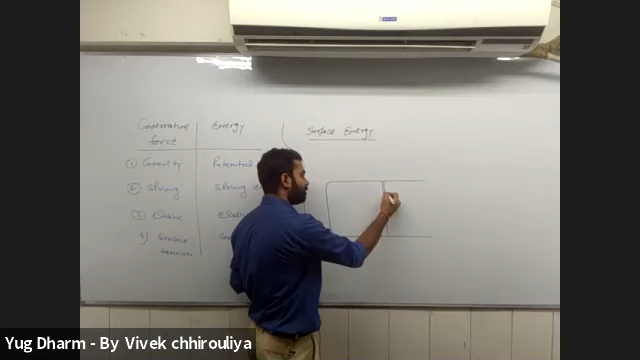 Conservative Energy Surface Energy
force
① Gravity Potential
② Spring Spring
③ Elastic Elastic
4) Surface
tension
Yug Dharm - By Vivek chhirouliya